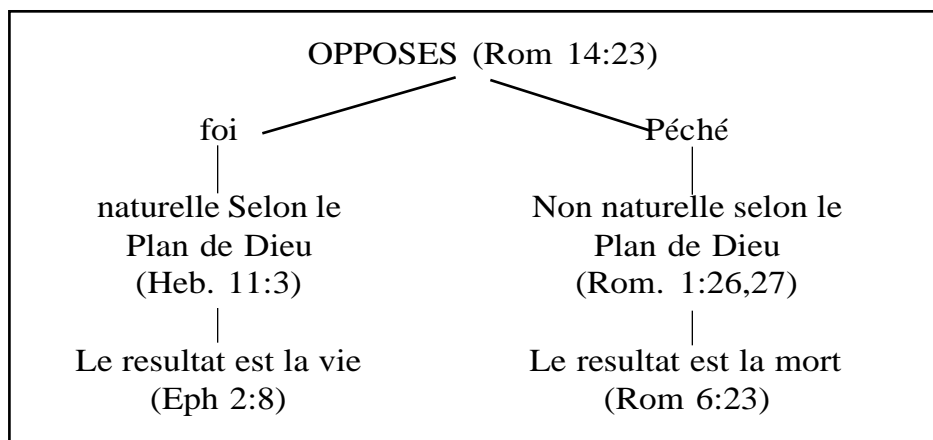 OPPOSES (Rom 14:23)
foi
Péché
naturelle Selon le
Plan de Dieu
(Heb. 11:3)
Non naturelle selon le
Plan de Dieu
(Rom. 1:26,27)
Le resultat est la vie
(Eph 2:8)
Le resultat est la mort
(Rom 6:23)